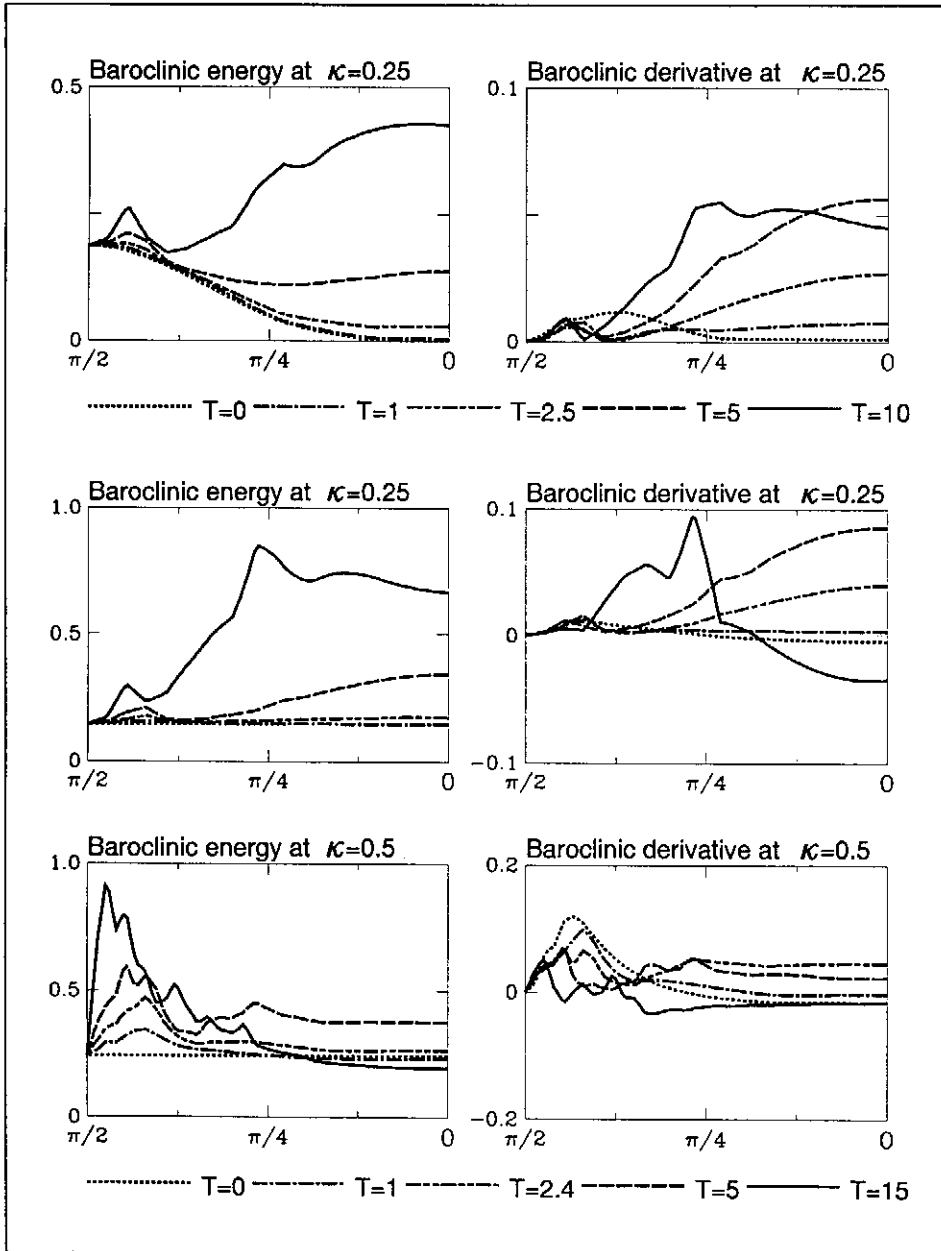 Baroclinic energy at κ=0.25
Baroclinic derivative at κ=0.25
0.5
0
π/2
π/4
0
0.1
0
π/2
π/4
0
T=0 T=1 T=2.5 T=5 T=10
Baroclinic energy at κ=0.25
Baroclinic derivative at κ=0.25
1.0
0.5
0
π/2
π/4
0
0.1
0
-0.1
π/2
π/4
0
Baroclinic energy at κ=0.5
Baroclinic derivative at κ=0.5
1.0
0.5
0
π/2
π/4
0
0.2
0
-0.2
π/2
π/4
0
T=0 T=1 T=2.4 T=5 T=15